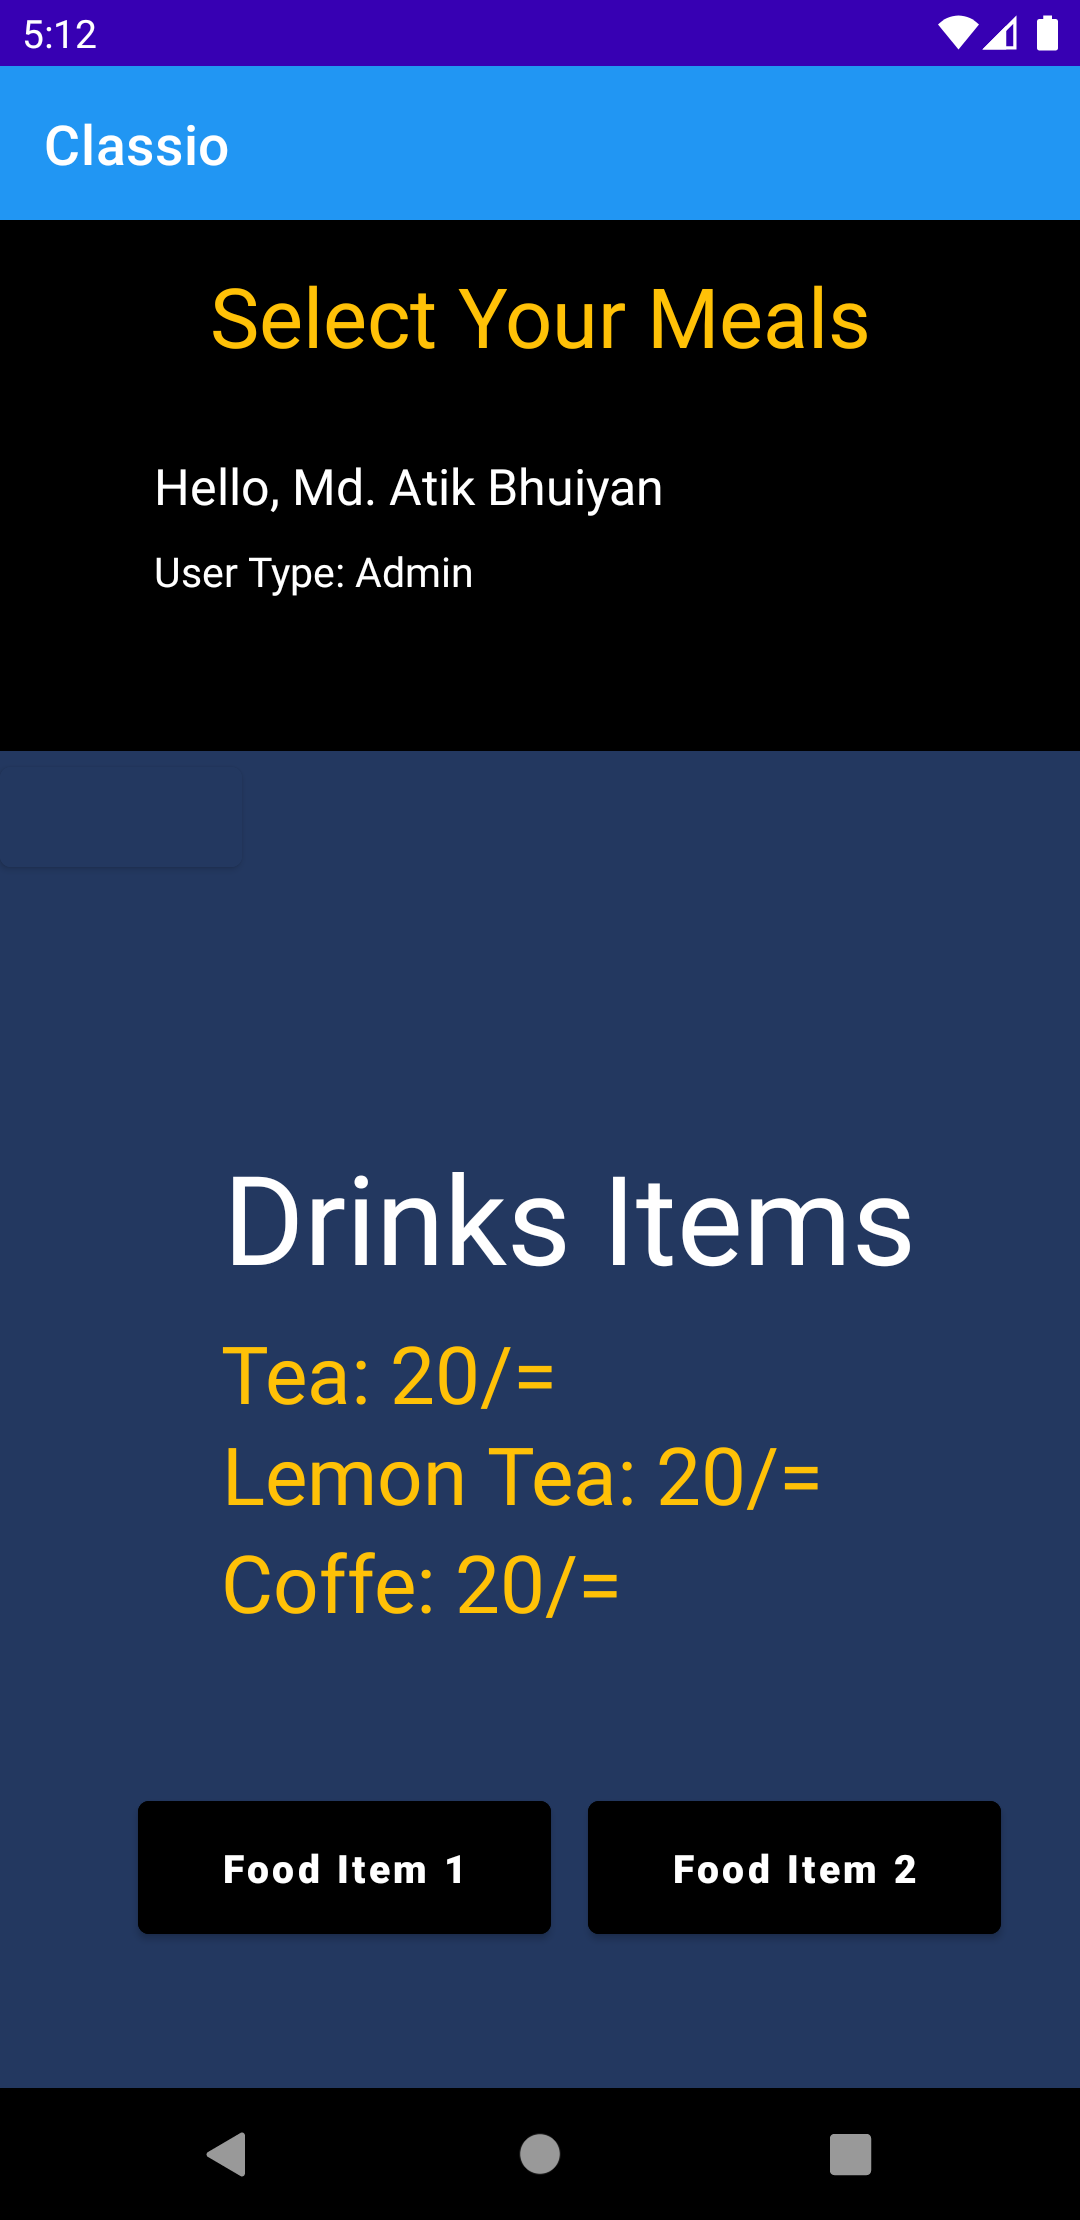 5:12
Classio
Select Your Meals
Hello, Md. Atik Bhuiyan
User Type: Admin
Drinks Items
Tea: 20/=
Lemon Tea: 20/=
Coffe: 20/=
Food Item 1
Food Item 2